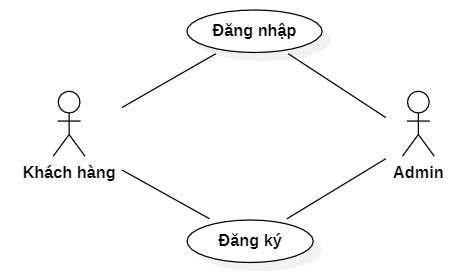 Đăng nhập
Khách hàng
Admin
Đăng ký